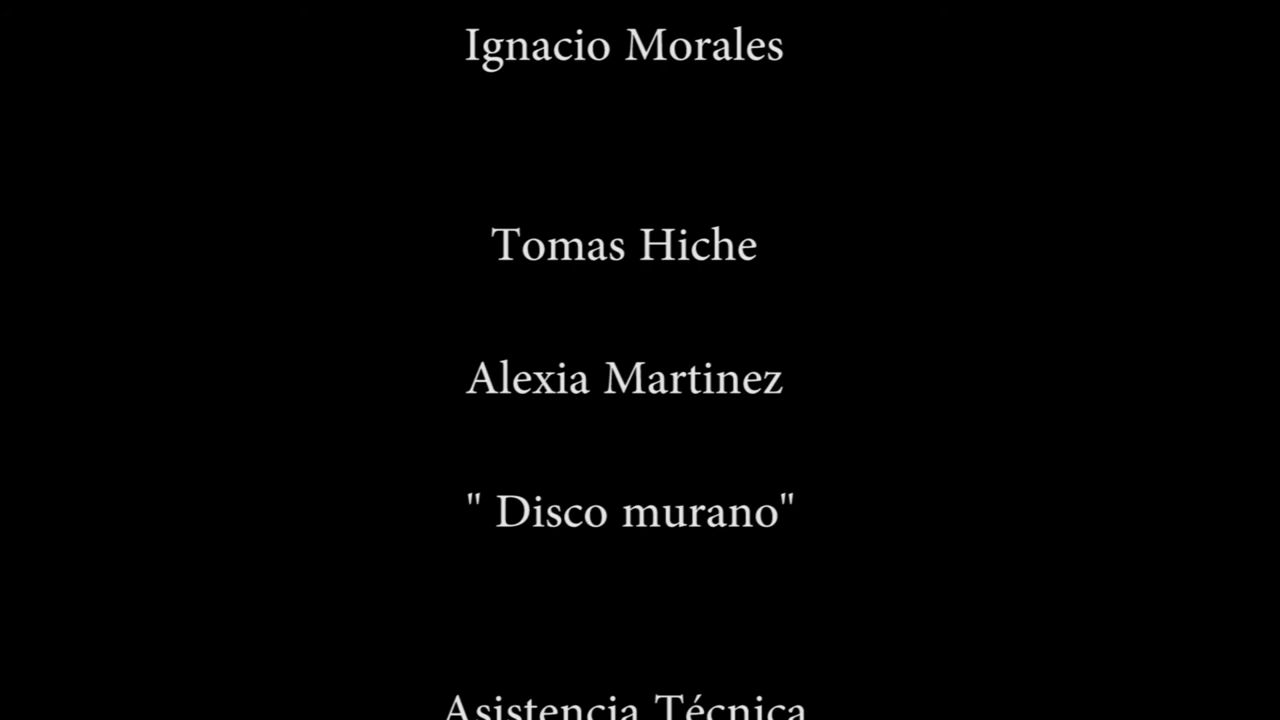 Ignacio Morales
Tomas Hiche
Alexia Martinez
" Disco murano"
Asistencia Técnica